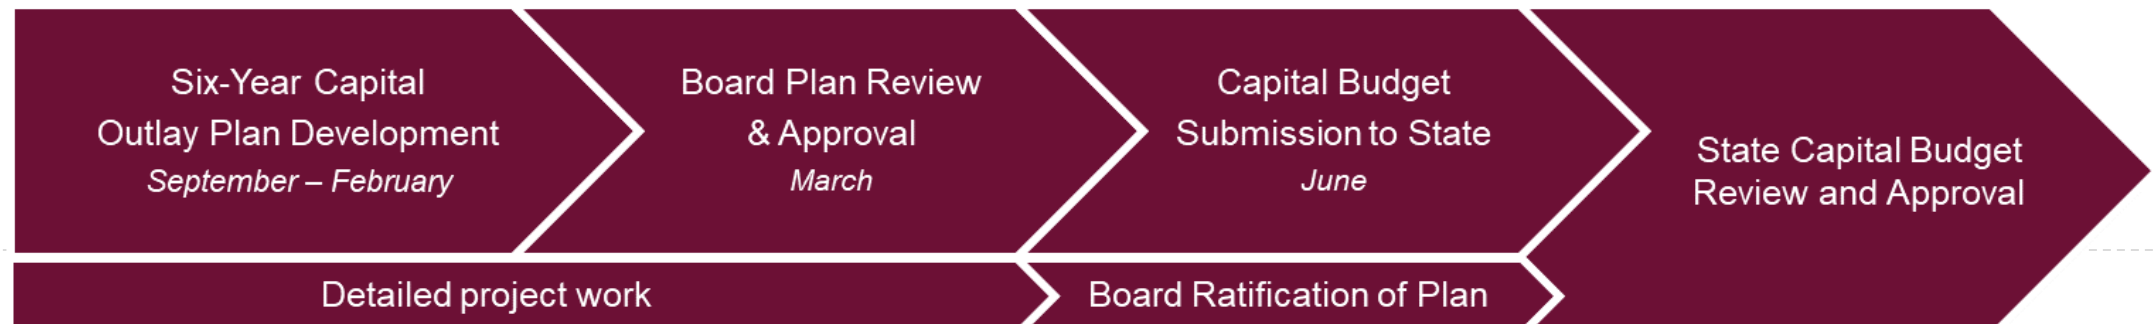 Six-Year Capital
Outlay Plan Development
September – February
Board Plan Review
& Approval
March
Capital Budget
Submission to State
June
State Capital Budget
Review and Approval
Detailed project work
Board Ratification of Plan